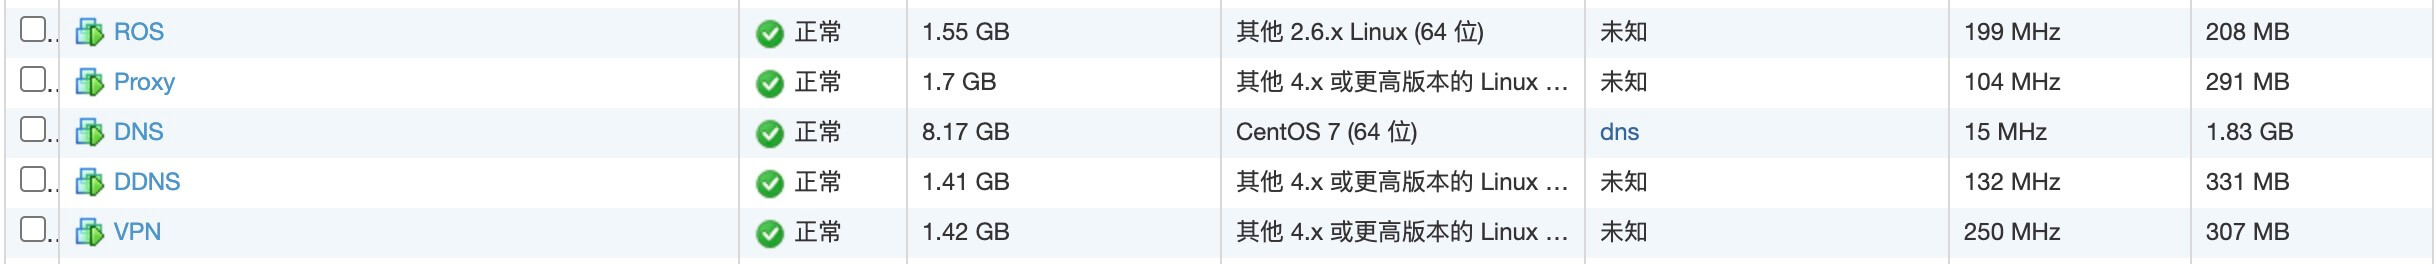 ROS 正常 1.55 GB 其他 2.6.x Linux (64 位) 未知 199 MHz 208 MB
Proxy 正常 1.7 GB 其他 4.x 或更高版本的 Linux ... 未知 104 MHz 291 MB
DNS 正常 8.17 GB CentOS 7 (64 位) dns 15 MHz 1.83 GB
DDNS 正常 1.41 GB 其他 4.x 或更高版本的 Linux ... 未知 132 MHz 331 MB
VPN 正常 1.42 GB 其他 4.x 或更高版本的 Linux ... 未知 250 MHz 307 MB